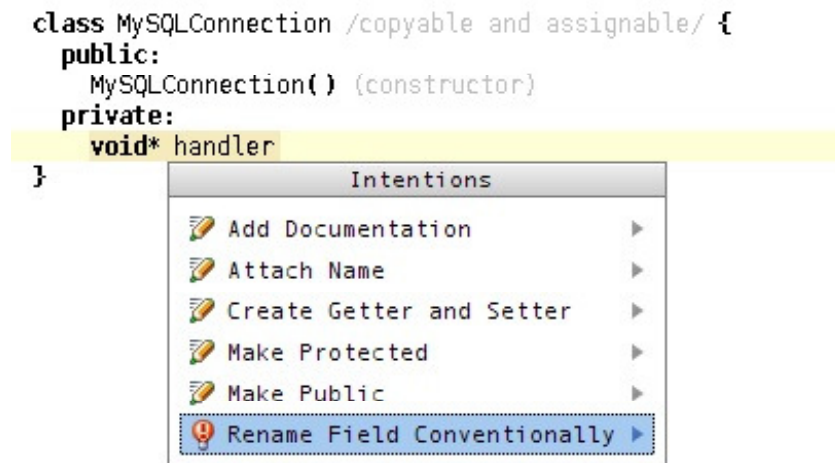 class MySQLConnection /copyable and assignable/ {
public:
MySQLConnection() (constructor)
private:
void* handler
}
Intentions
Add Documentation
Attach Name
Create Getter and Setter
Make Protected
Make Public
Rename Field Conventionally